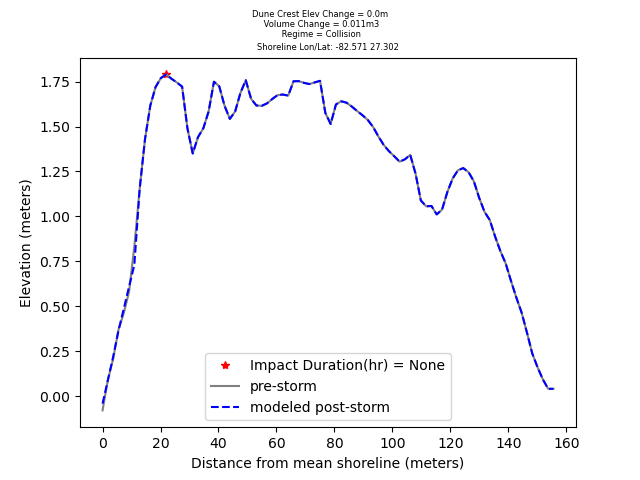 Dune Crest Elev Change = 0.0m
Volume Change = 0.011m3
Regime = Collision
Shoreline Lon/Lat: -82.571 27.302
1.75
1.50
1.25
1.00
0.75
0.50
0.25
0.00
Elevation (meters)
Impact Duration(hr) = None
pre-storm
modeled post-storm
0 20 40 60 80 100 120 140 160
Distance from mean shoreline (meters)